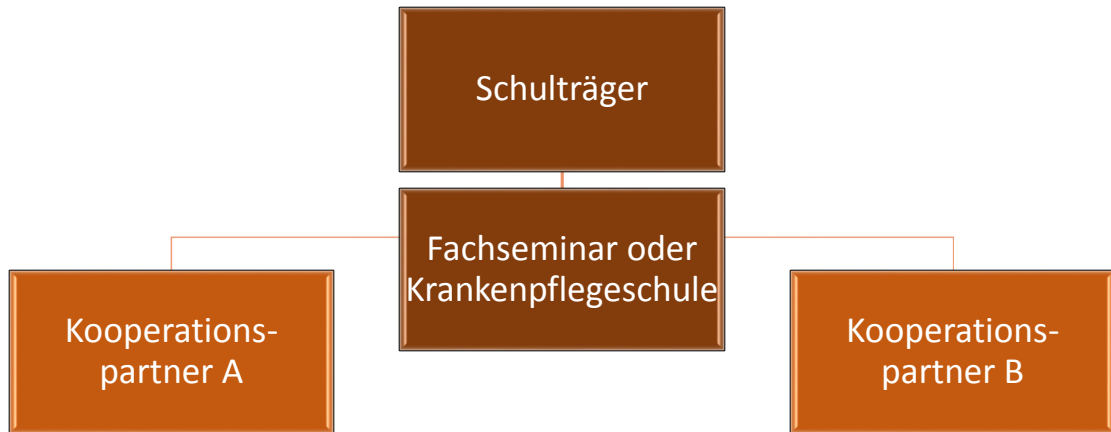 Schulträger
Fachseminar oder
Krankenpflegeschule
Kooperations-
partner A
Kooperations-
partner B